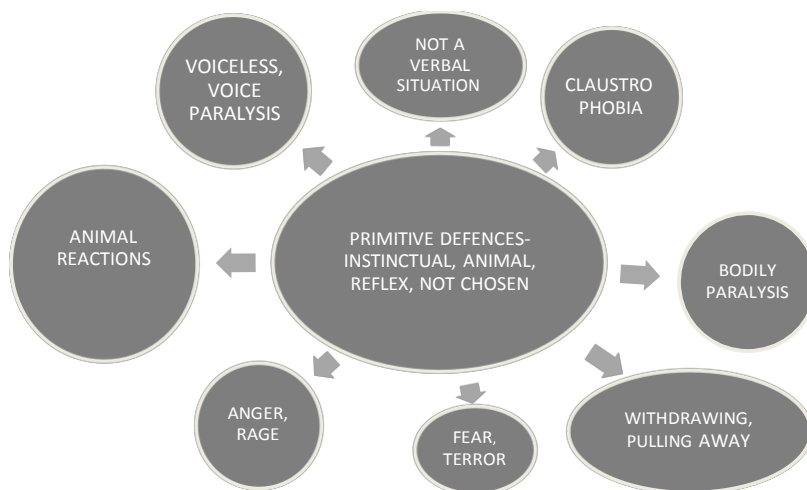 NOT A
VERBAL
SITUATION
VOICELESS,
VOICE
PARALYSIS
CLAUSTRO
PHOBIA
ANIMAL
REACTIONS
PRIMITIVE DEFENCES-
INSTINCTUAL, ANIMAL,
REFLEX, NOT CHOSEN
BODILY
PARALYSIS
ANGER,
RAGE
FEAR,
TERROR
WITHDRAWING,
PULLING AWAY